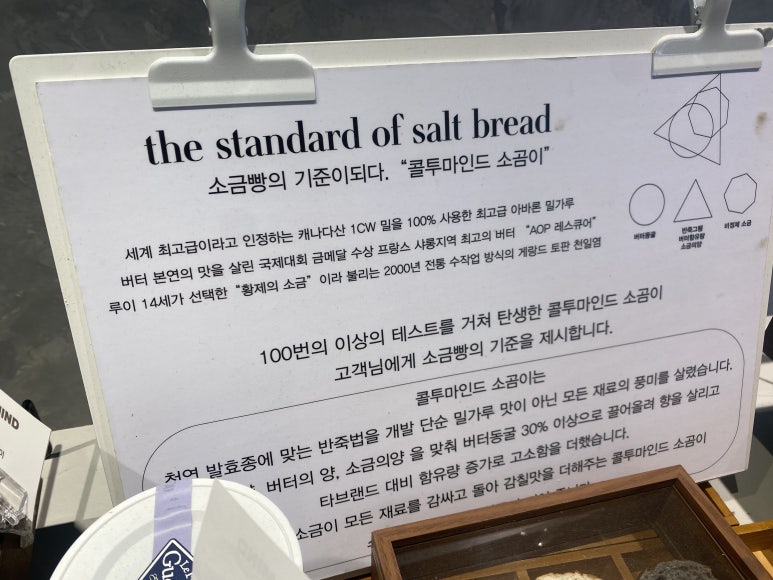 the standard of salt bread
소금빵의 기준이되다. “콜투마인드 소곰이”
세계 최고급이라고 인정하는 캐나다산 1CW 밀을 100% 사용한 최고급 아바론 밀가루
버터 본연의 맛을 살린 국제대회 금메달 수상 프랑스 샤롱지역 최고의 버터 “AOP 레스큐어”
루이 14세가 선택한 “황제의 소금” 이라 불리는 2000년 전통 수작업 방식의 게랑드 토판 천일염
버터동굴
반죽그램
버터함유량
소금의양
비정제 소금
100번의 이상의 테스트를 거쳐 탄생한 콜투마인드 소곰이
고객님에게 소금빵의 기준을 제시합니다.
콜투마인드 소곰이는
천연 발효종에 맞는 반죽법을 개발 단순 밀가루 맛이 아닌 모든 재료의 풍미를 살렸습니다.
버터의 양, 소금의양 을 맞춰 버터동굴 30% 이상으로 끌어올려 향을 살리고
타브랜드 대비 함유량 증가로 고소함을 더했습니다.
소금이 모든 재료를 감싸고 돌아 감칠맛을 더해주는 콜투마인드 소곰이
MIND
Gu